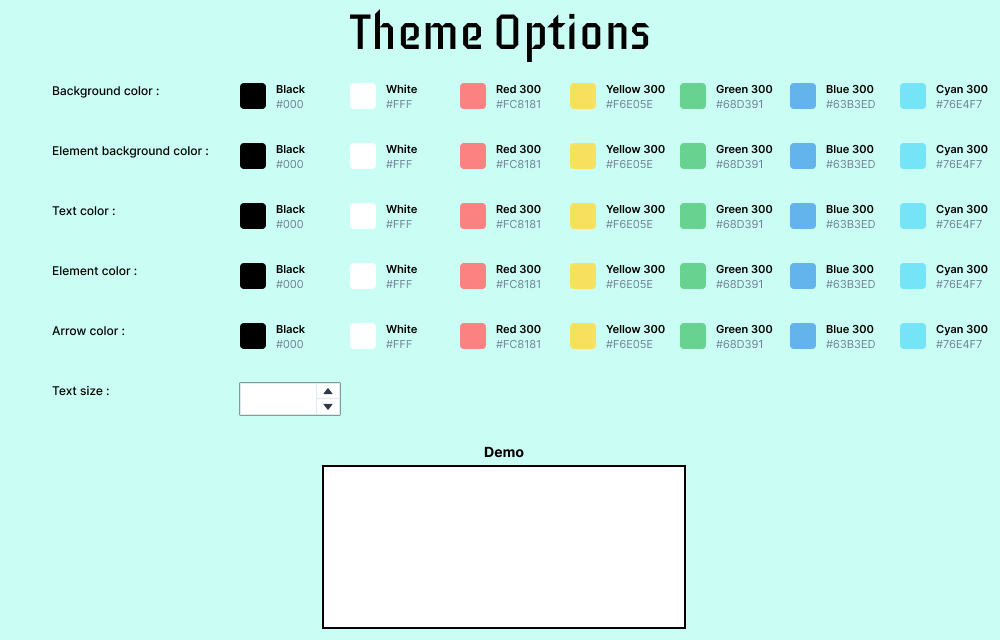 Theme Options
Background color :
Black
#000
White
#FFF
Red 300
#FC8181
Yellow 300
#F6E05E
Green 300
#68D391
Blue 300
#63B3ED
Cyan 300
#76E4F7
Element background color :
Black
#000
White
#FFF
Red 300
#FC8181
Yellow 300
#F6E05E
Green 300
#68D391
Blue 300
#63B3ED
Cyan 300
#76E4F7
Text color :
Black
#000
White
#FFF
Red 300
#FC8181
Yellow 300
#F6E05E
Green 300
#68D391
Blue 300
#63B3ED
Cyan 300
#76E4F7
Element color :
Black
#000
White
#FFF
Red 300
#FC8181
Yellow 300
#F6E05E
Green 300
#68D391
Blue 300
#63B3ED
Cyan 300
#76E4F7
Arrow color :
Black
#000
White
#FFF
Red 300
#FC8181
Yellow 300
#F6E05E
Green 300
#68D391
Blue 300
#63B3ED
Cyan 300
#76E4F7
Text size :
Demo